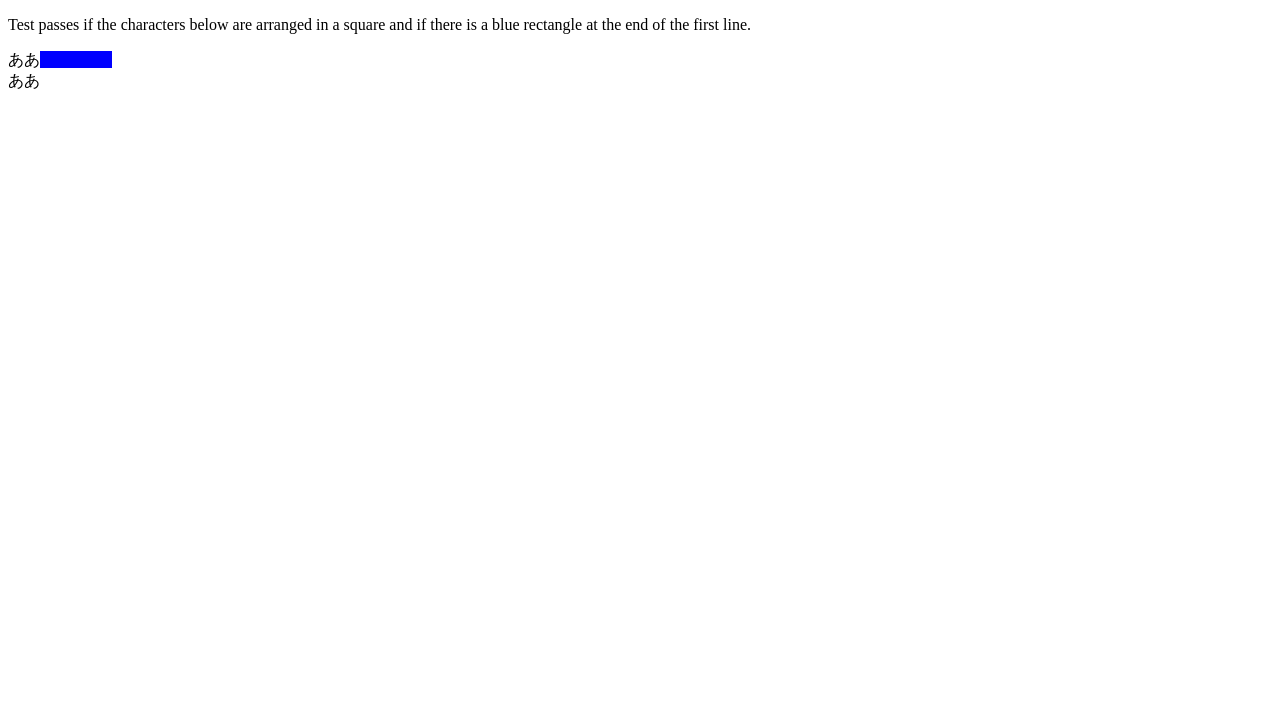 Test passes if the characters below are arranged in a square and if there is a blue rectangle at the end of the first line.
ああ
ああ